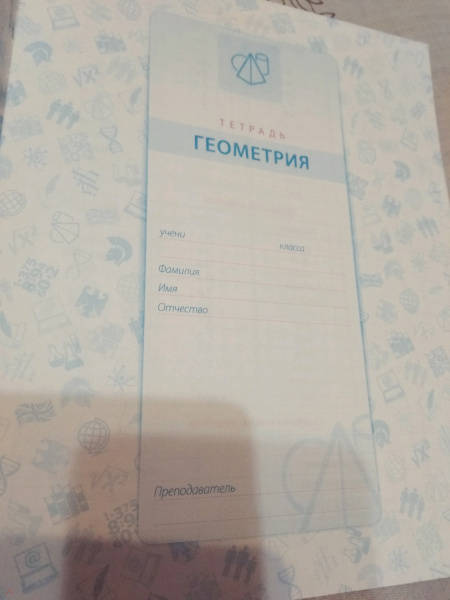 ТЕТРАДЬ
ГЕОМЕТРИЯ
учени класса
Фамилия
Имя
Отчество
Преподаватель